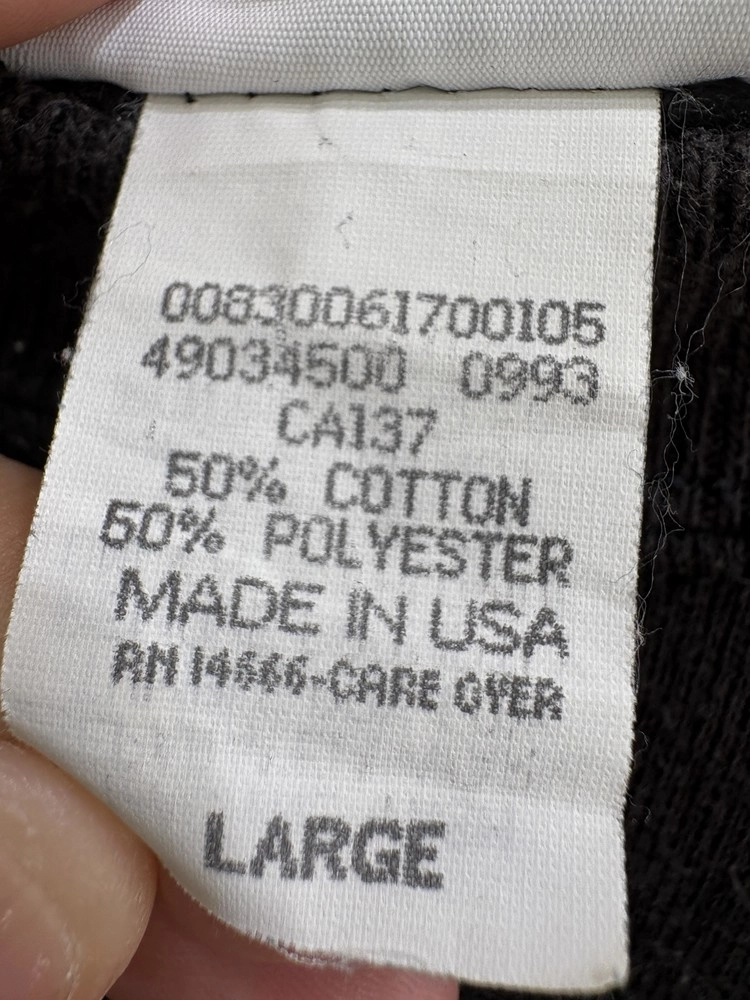 00830061700105
49034500 0993
CA137
50% COTTON
50% POLYESTER
MADE IN USA
RN 14666-CARE OVER
LARGE